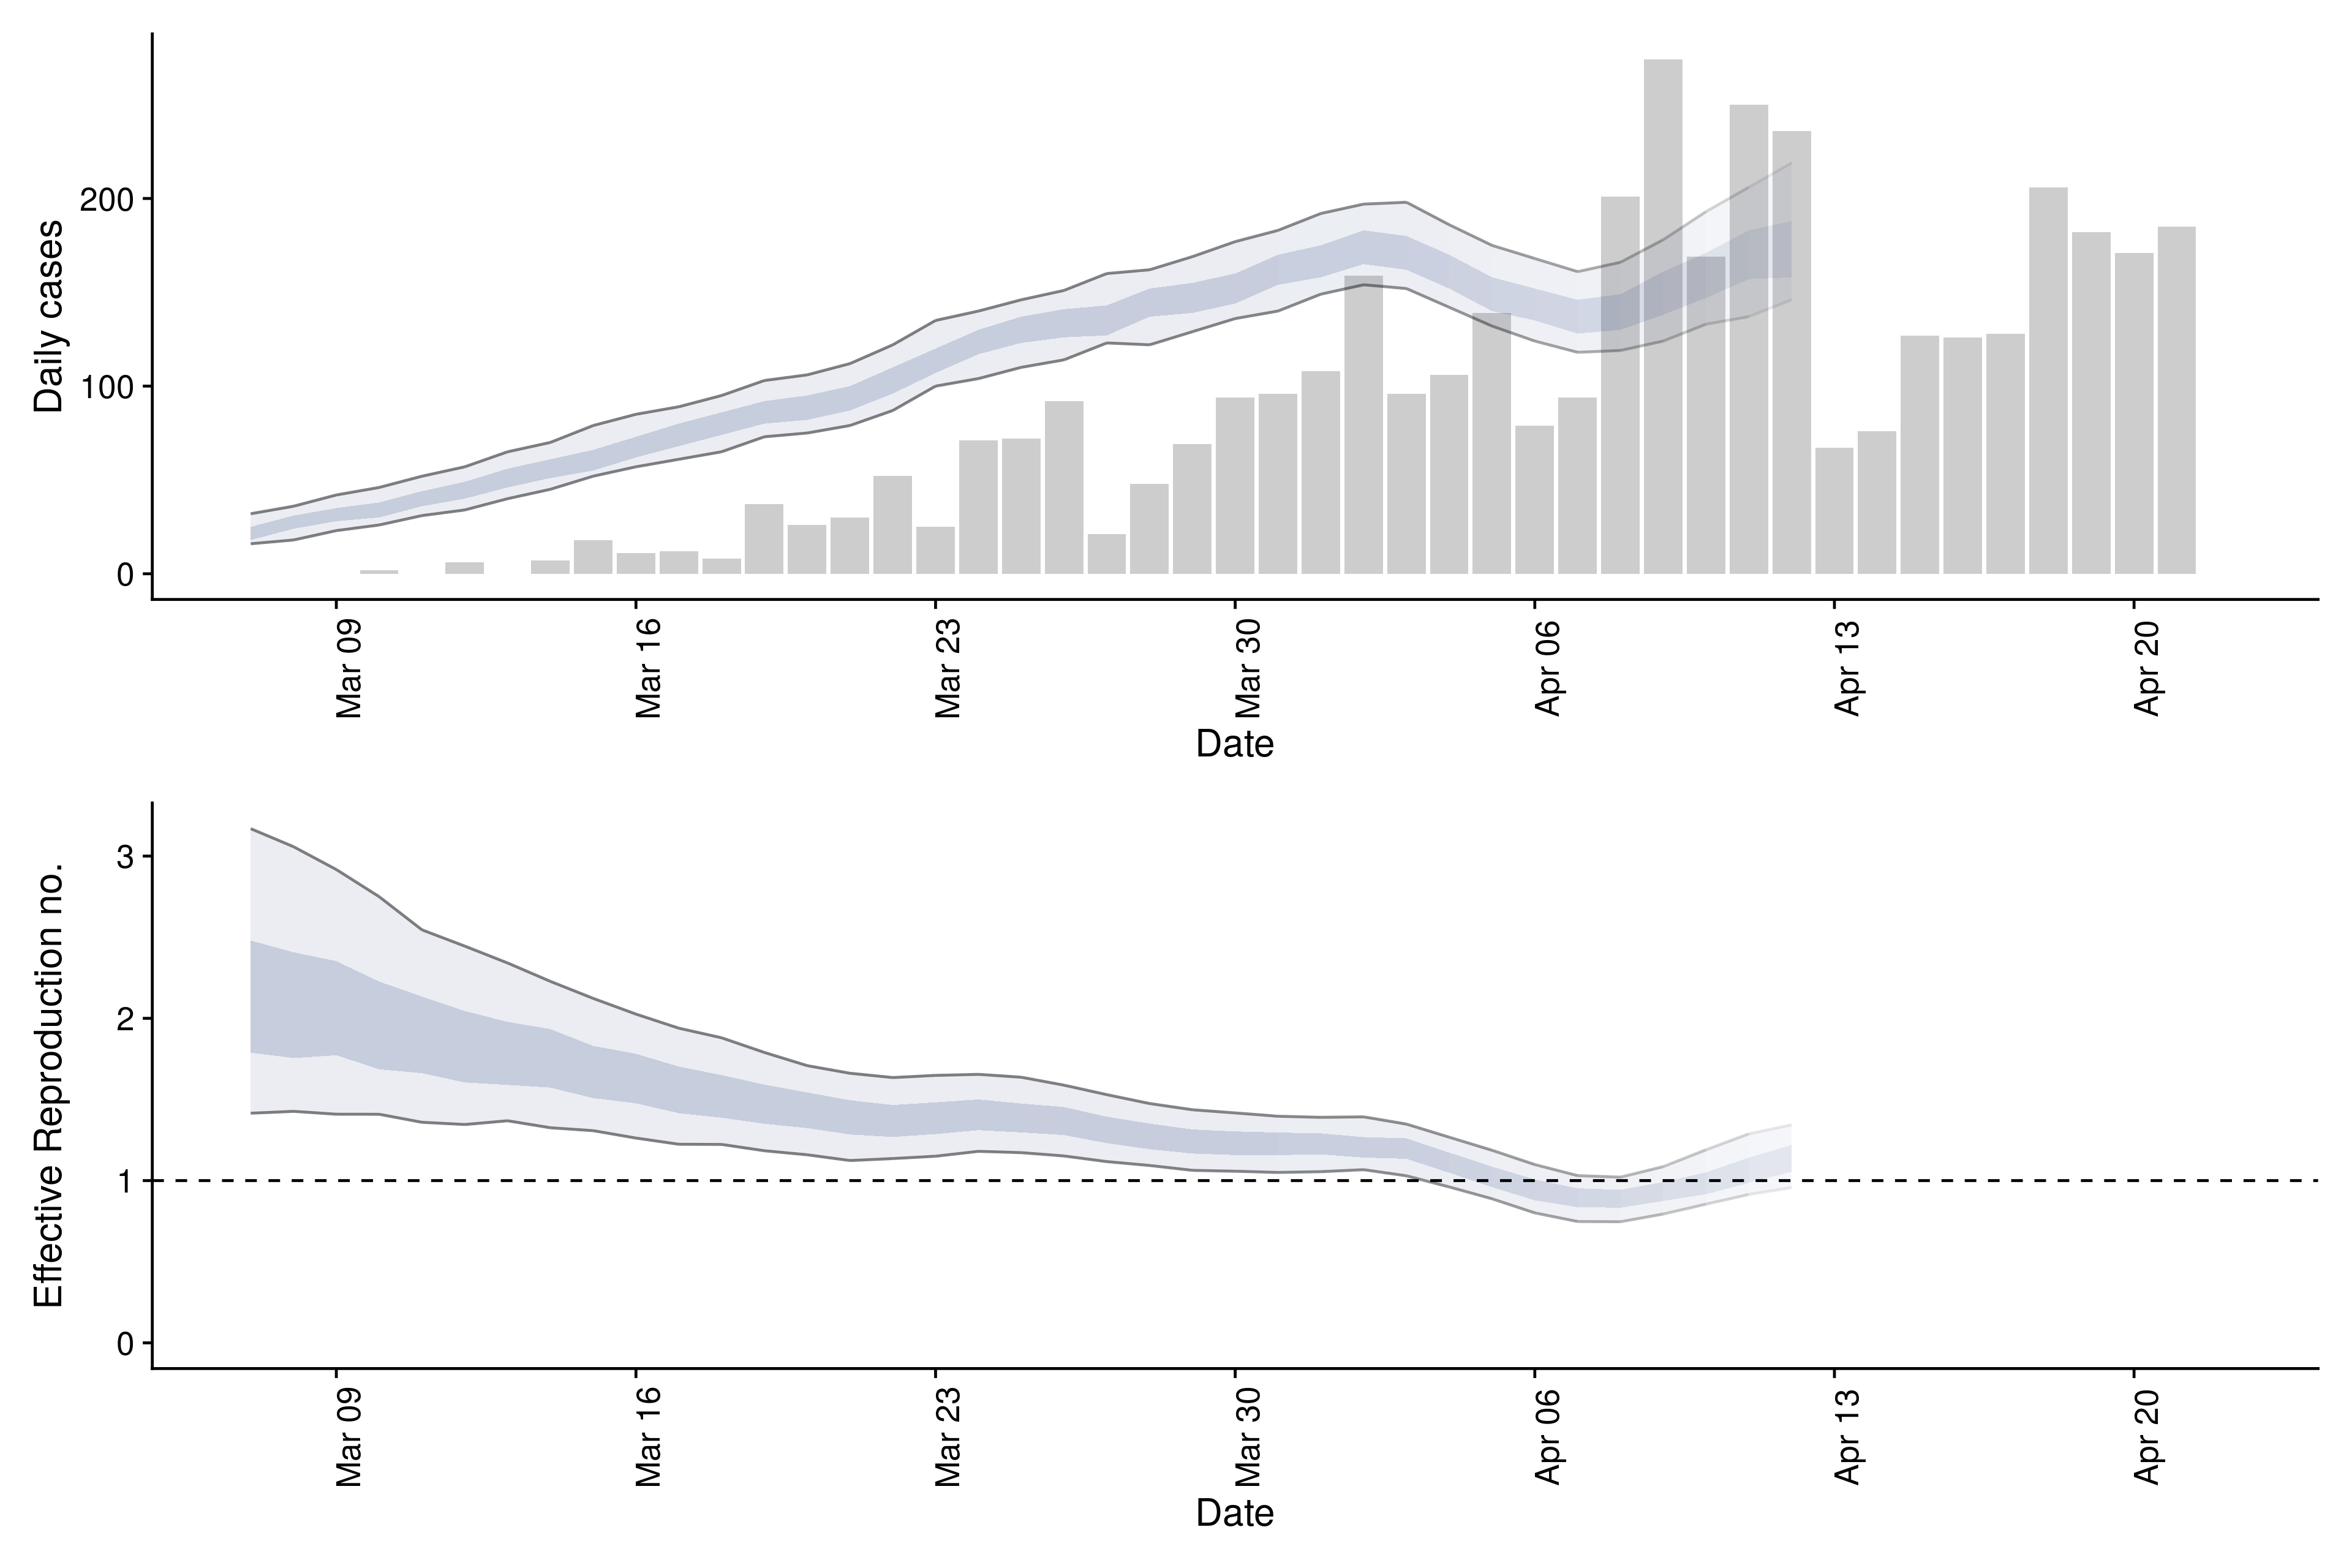 Daily cases
200
100
0
Mar 09
Mar 16
Mar 23
Mar 30
Apr 06
Apr 13
Apr 20
Date
Effective Reproduction no.
3
2
1
0
Mar 09
Mar 16
Mar 23
Mar 30
Apr 06
Apr 13
Apr 20
Date